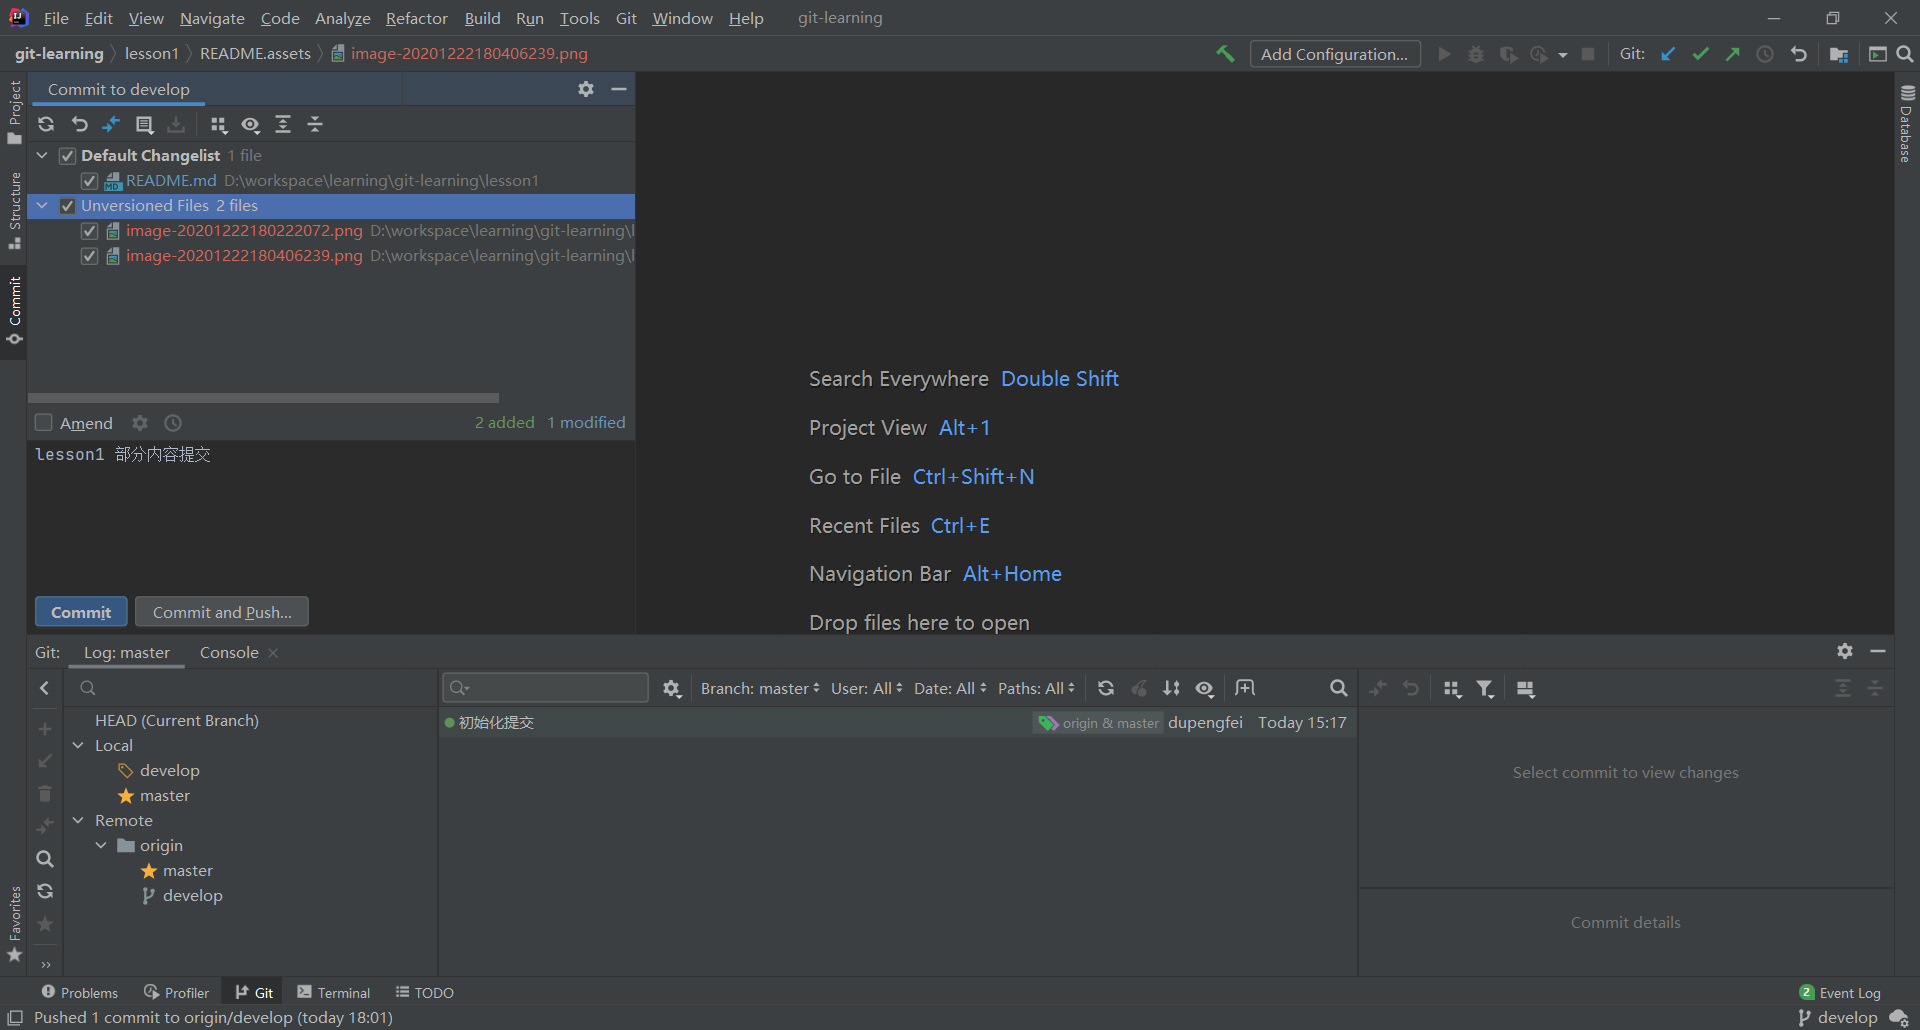 File Edit View Navigate Code Analyze Refactor Build Run Tools Git Window Help git-learning
git-learning lesson1 README.assets image-20201222180406239.png Add Configuration... Git:
Commit to develop
Default Changelist 1 file
README.md D:\workspace\learning\git-learning\lesson1
Unversioned Files 2 files
image-20201222180222072.png D:\workspace\learning\git-learning\l
image-20201222180406239.png D:\workspace\learning\git-learning\l
Amend 2 added 1 modified
lesson1 部分内容提交
Commit Commit and Push...
Project
Structure
Commit
Favorites
Database
Search Everywhere Double Shift
Project View Alt+1
Go to File Ctrl+Shift+N
Recent Files Ctrl+E
Navigation Bar Alt+Home
Drop files here to open
Git: Log: master Console
Branch: master User: All Date: All Paths: All
HEAD (Current Branch)
Local
develop
master
Remote
origin
master
develop
初始化提交 origin & master dupengfei Today 15:17
Select commit to view changes
Commit details
Problems Profiler Git Terminal TODO 2 Event Log
Pushed 1 commit to origin/develop (today 18:01) develop